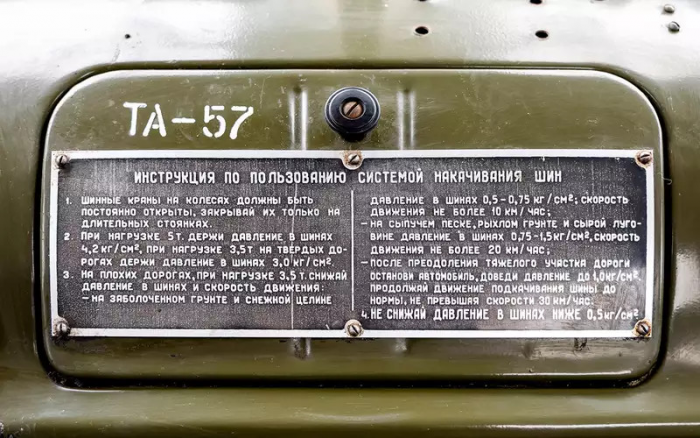 ТА-57
ИНСТРУКЦИЯ ПО ПОЛЬЗОВАНИЮ СИСТЕМОЙ НАКАЧИВАНИЯ ШИН
1. ШИННЫЕ КРАНЫ НА КОЛЕСАХ ДОЛЖНЫ БЫТЬ
ПОСТОЯННО ОТКРЫТЫ, ЗАКРЫВАЙ ИХ ТОЛЬКО НА
ДЛИТЕЛЬНЫХ СТОЯНКАХ.
2. ПРИ НАГРУЗКЕ 5Т. ДЕРЖИ ДАВЛЕНИЕ В ШИНАХ
4,2 кг/см², ПРИ НАГРУЗКЕ 3,5Т НА ТВЁРДЫХ ДО-
РОГАХ ДЕРЖИ ДАВЛЕНИЕ В ШИНАХ 3,0 кг/см².
3. НА ПЛОХИХ ДОРОГАХ, ПРИ НАГРУЗКЕ 3,5Т. СНИЖАЙ
ДАВЛЕНИЕ В ШИНАХ И СКОРОСТЬ ДВИЖЕНИЯ:
– НА ЗАБОЛОЧЕННОМ ГРУНТЕ И СНЕЖНОЙ ЦЕЛИНЕ
ДАВЛЕНИЕ В ШИНАХ 0,5-0,75 кг/см²; СКОРОСТЬ
ДВИЖЕНИЯ НЕ БОЛЕЕ 10 КМ/ЧАС;
– НА СЫПУЧЕМ ПЕСКЕ, РЫХЛОМ ГРУНТЕ И СЫРОЙ ЛУГО-
ВИНЕ ДАВЛЕНИЕ В ШИНАХ 0,75-1,5 кг/см², СКОРОСТЬ
ДВИЖЕНИЯ НЕ БОЛЕЕ 20 КМ/ЧАС;
– ПОСЛЕ ПРЕОДОЛЕНИЯ ТЯЖЕЛОГО УЧАСТКА ДОРОГИ
ОСТАНОВИ АВТОМОБИЛЬ, ДОВЕДИ ДАВЛЕНИЕ ДО 1,0 кг/см²,
ПРОДОЛЖАЙ ДВИЖЕНИЕ ПОДКАЧИВАЯ ШИНЫ ДО
НОРМЫ, НЕ ПРЕВЫШАЯ СКОРОСТИ 30 КМ/ЧАС.
4. НЕ СНИЖАЙ ДАВЛЕНИЕ В ШИНАХ НИЖЕ 0,5 кг/см²